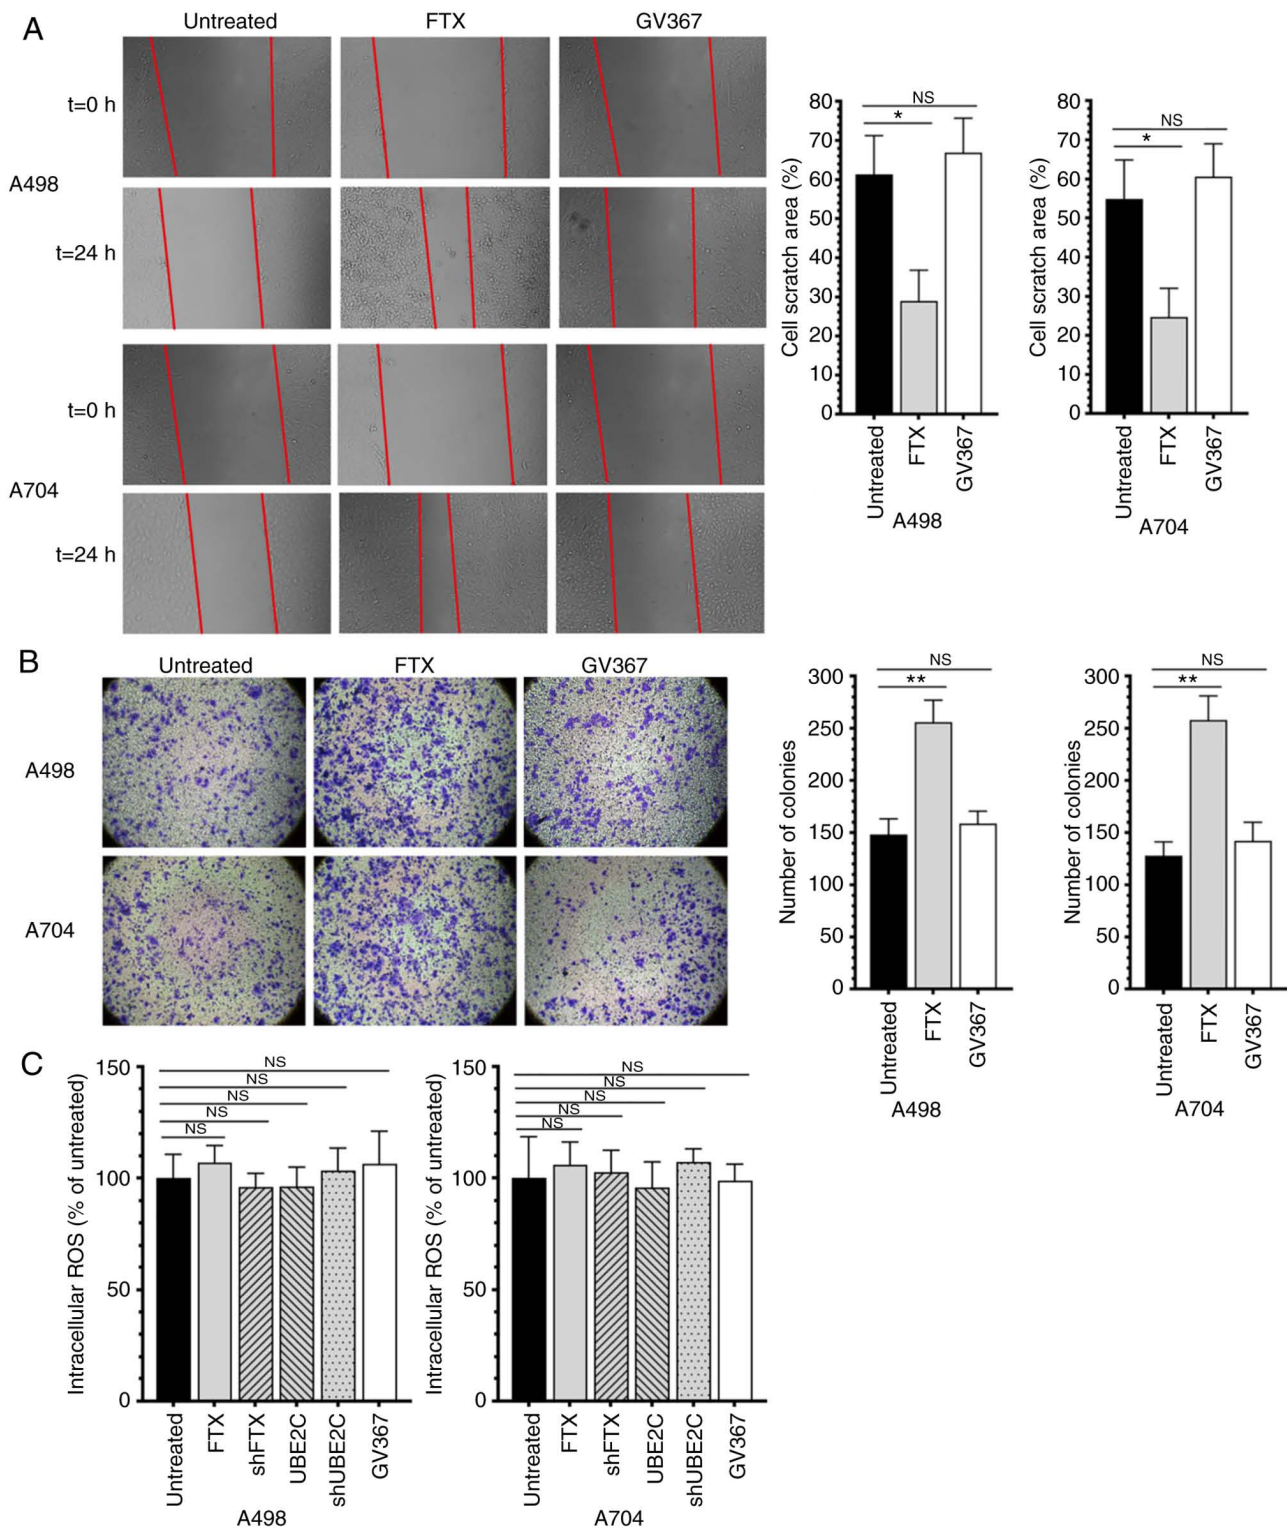 A
Untreated FTX GV367
t=0 h
A498
t=24 h
t=0 h
A704
t=24 h
Cell scratch area (%)
80
70
60
50
40
30
20
10
0
NS
*
Untreated
FTX
GV367
A498
Cell scratch area (%)
80
70
60
50
40
30
20
10
0
NS
*
Untreated
FTX
GV367
A704
B
Untreated FTX GV367
A498
A704
Number of colonies
300
250
200
150
100
50
0
NS
**
Untreated
FTX
GV367
A498
Number of colonies
300
250
200
150
100
50
0
NS
**
Untreated
FTX
GV367
A704
C
Intracellular ROS (% of untreated)
150
100
50
0
NS
NS
NS
NS
NS
Untreated
FTX
shFTX
UBE2C
shUBE2C
GV367
A498
Intracellular ROS (% of untreated)
150
100
50
0
NS
NS
NS
NS
NS
Untreated
FTX
shFTX
UBE2C
shUBE2C
GV367
A704